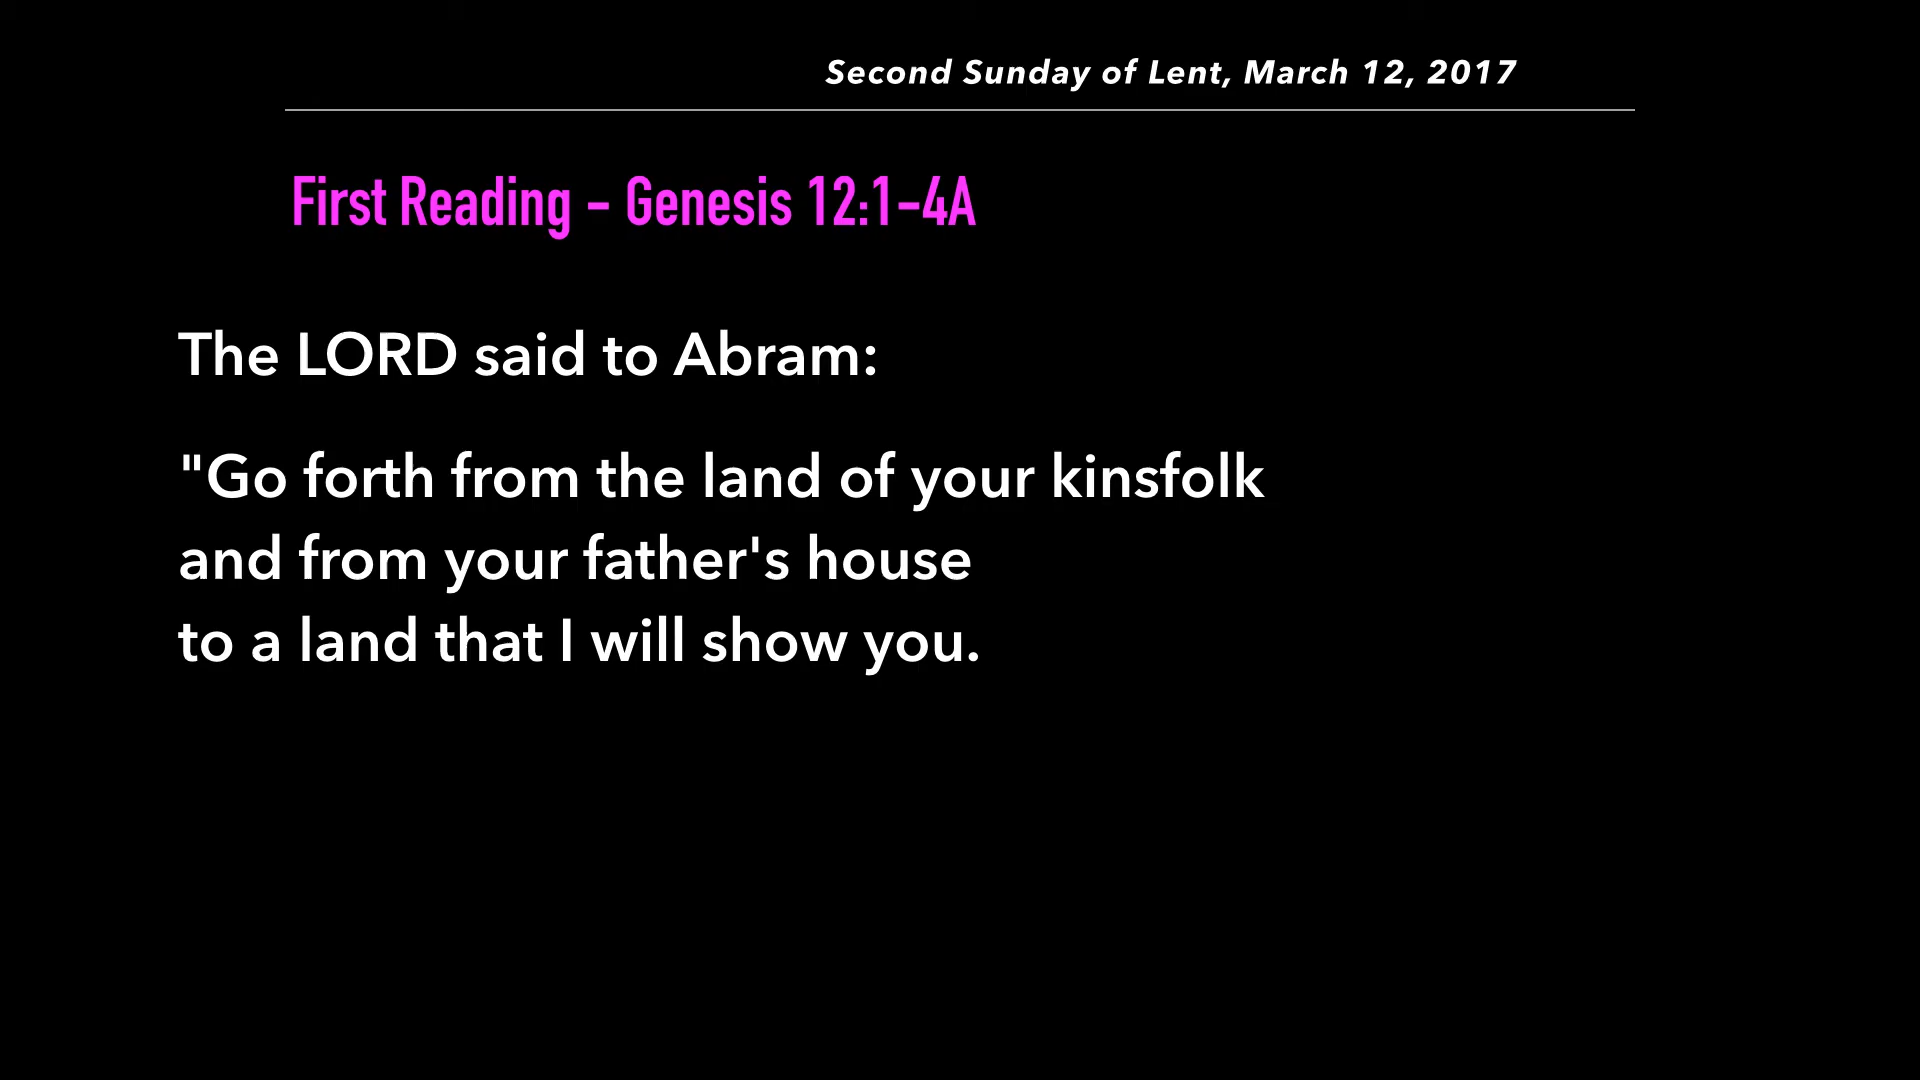 Second Sunday of Lent, March 12, 2017
First Reading – Genesis 12:1-4A
The LORD said to Abram:
"Go forth from the land of your kinsfolk
and from your father's house
to a land that I will show you.